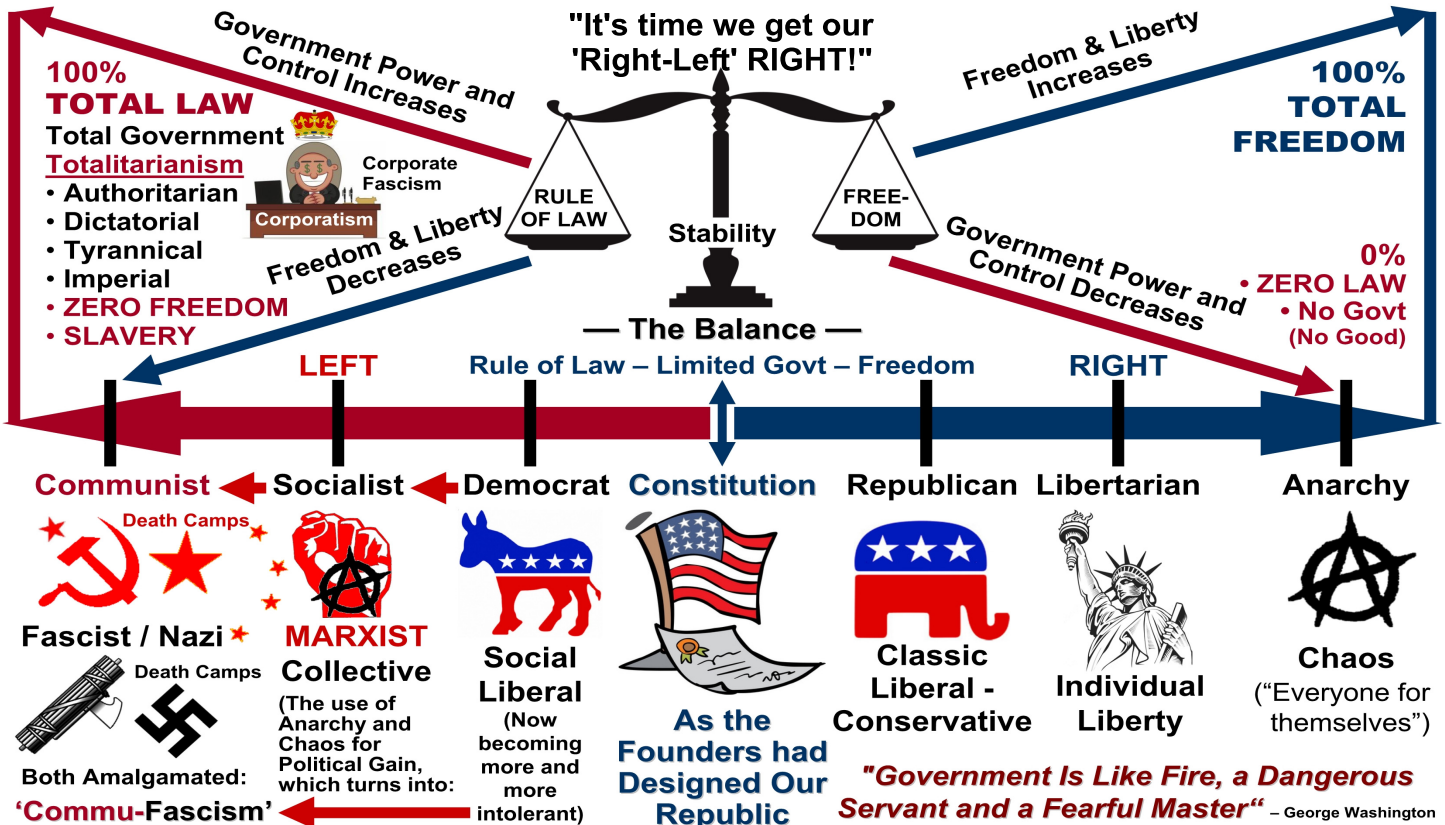 "It's time we get our
'Right-Left' RIGHT!"
Government Power and
Control Increases
Freedom & Liberty
Increases
100%
TOTAL LAW
Total Government
Totalitarianism
• Authoritarian
• Dictatorial
• Tyrannical
• Imperial
• ZERO FREEDOM
• SLAVERY
Corporate
Fascism
Corporatism
Freedom & Liberty
Decreases
RULE
OF LAW
Stability
FREE-
DOM
100%
TOTAL
FREEDOM
Government Power and
Control Decreases
0%
• ZERO LAW
• No Govt
(No Good)
— The Balance —
LEFT
Rule of Law – Limited Govt – Freedom
RIGHT
Communist
Socialist
Democrat
Constitution
Republican
Libertarian
Anarchy
Death Camps
Fascist / Nazi
Death Camps
Both Amalgamated:
'Commu-Fascism'
MARXIST
Collective
(The use of
Anarchy and
Chaos for
Political Gain,
which turns into:
Social
Liberal
(Now
becoming
more and
more
intolerant)
As the
Founders had
Designed Our
Republic
Classic
Liberal -
Conservative
Individual
Liberty
Chaos
(“Everyone for
themselves”)
"Government Is Like Fire, a Dangerous
Servant and a Fearful Master“ – George Washington